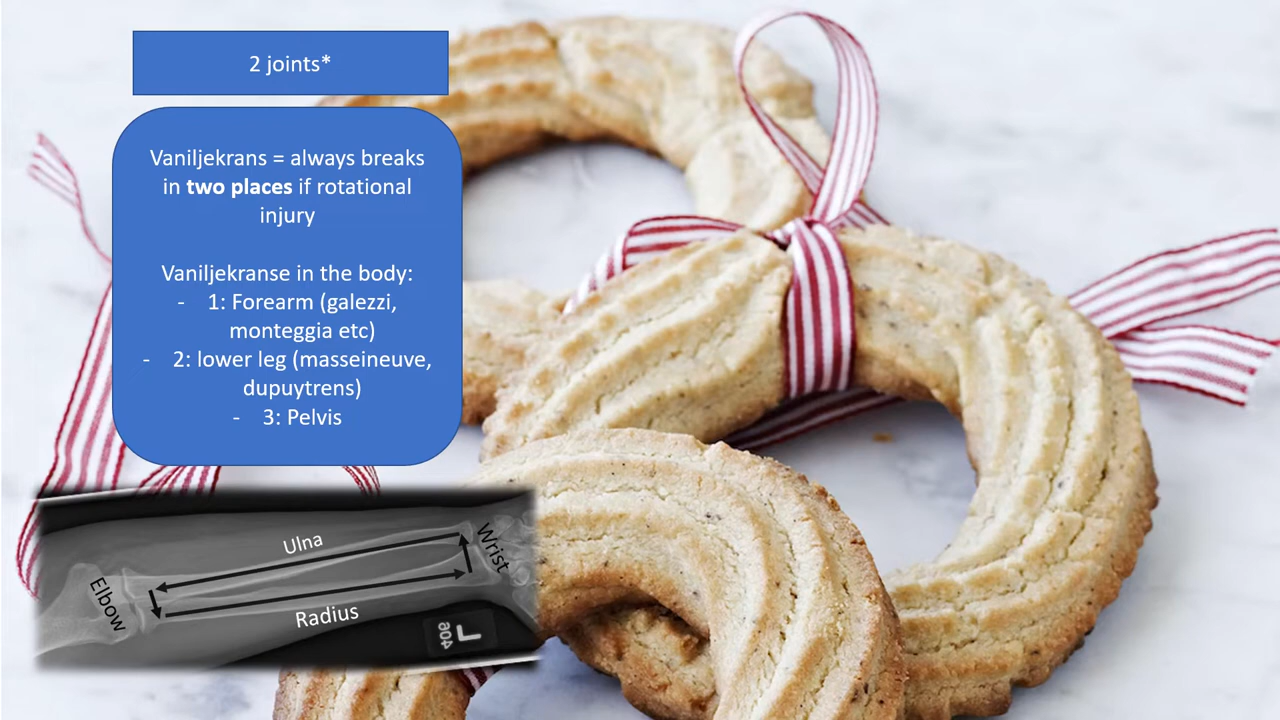 2 joints*
Vaniljekrans = always breaks
in two places if rotational
injury
Vaniljekranse in the body:
- 1: Forearm (galezzi,
monteggia etc)
- 2: lower leg (masseineuve,
dupuytrens)
- 3: Pelvis
Ulna
Wrist
Elbow
Radius
904
L